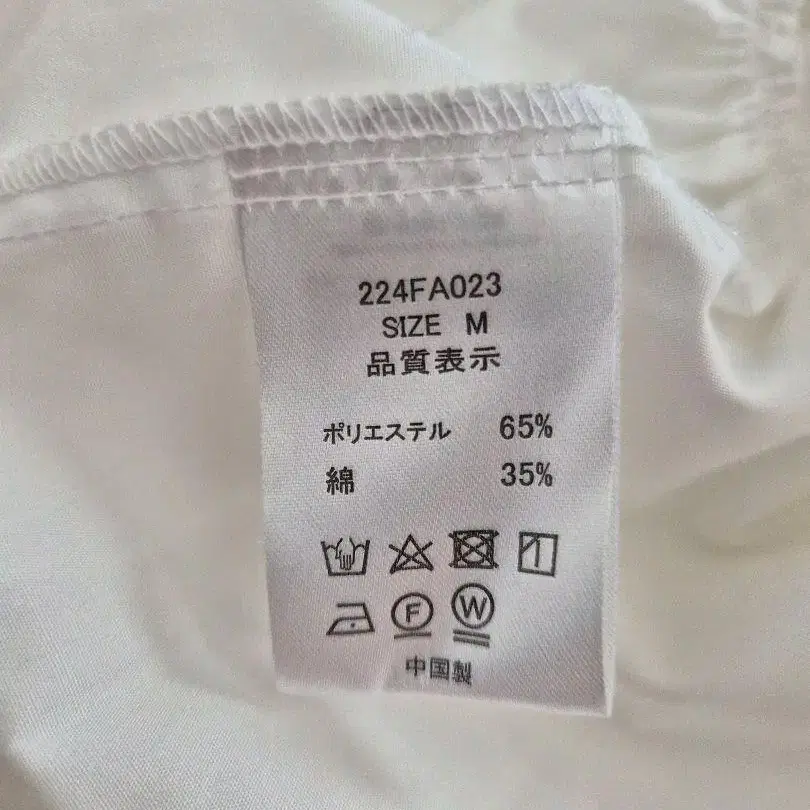 224FA023
SIZE M
品質表示
ポリエステル 65%
綿 35%
F W
中国製